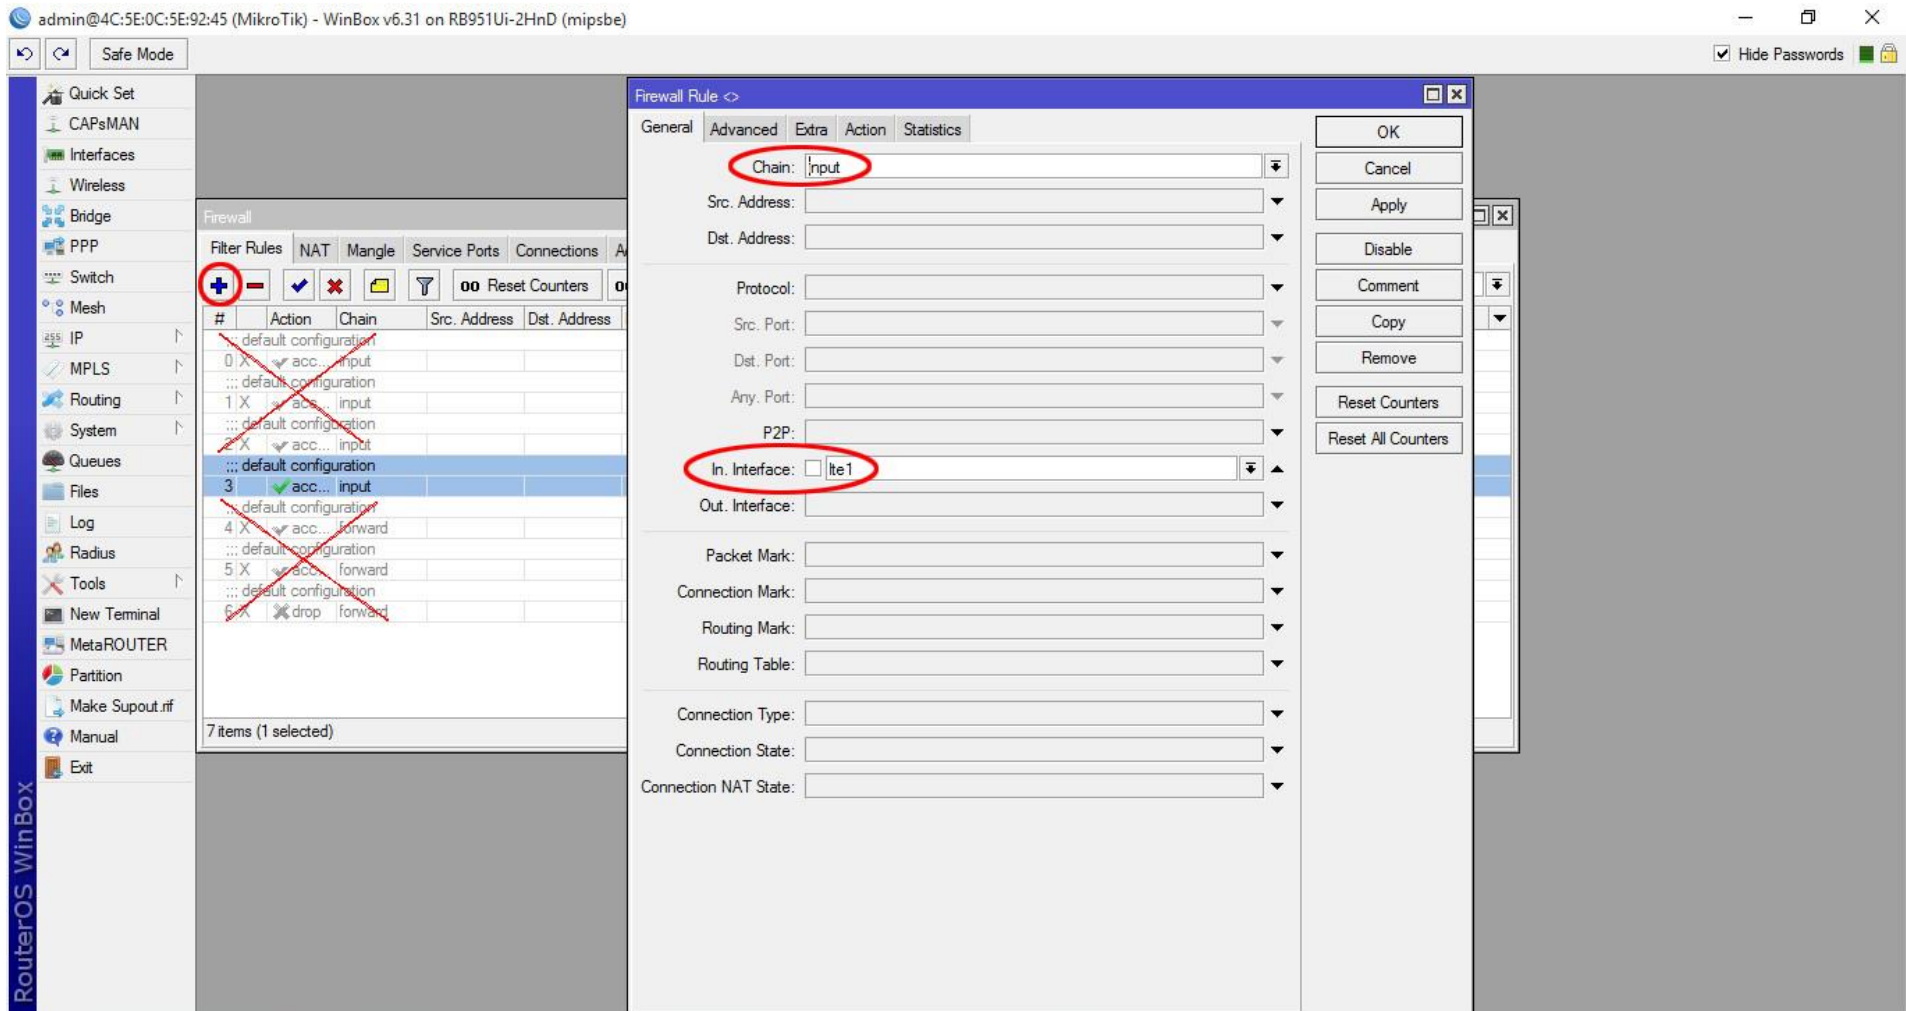 admin@4C:5E:0C:5E:92:45 (MikroTik) - WinBox v6.31 on RB951Ui-2HnD (mipsbe)
Safe Mode
Hide Passwords
Quick Set
CAPsMAN
Interfaces
Wireless
Bridge
PPP
Switch
Mesh
255 IP
MPLS
Routing
System
Queues
Files
Log
Radius
Tools
New Terminal
MetaROUTER
Partition
Make Supout.rif
Manual
Exit
RouterOS WinBox
Firewall
Filter Rules NAT Mangle Service Ports Connections
00 Reset Counters
# Action Chain Src. Address Dst. Address
;;; default configuration
0 X acc... input
;;; default configuration
1 X acc... input
;;; default configuration
2 X acc... input
;;; default configuration
3 acc... input
;;; default configuration
4 X acc... forward
;;; default configuration
5 X acc... forward
;;; default configuration
6 X drop forward
7 items (1 selected)
Firewall Rule <>
General Advanced Extra Action Statistics
Chain: input
Src. Address:
Dst. Address:
Protocol:
Src. Port:
Dst. Port:
Any. Port:
P2P:
In. Interface: lte1
Out. Interface:
Packet Mark:
Connection Mark:
Routing Mark:
Routing Table:
Connection Type:
Connection State:
Connection NAT State:
OK
Cancel
Apply
Disable
Comment
Copy
Remove
Reset Counters
Reset All Counters